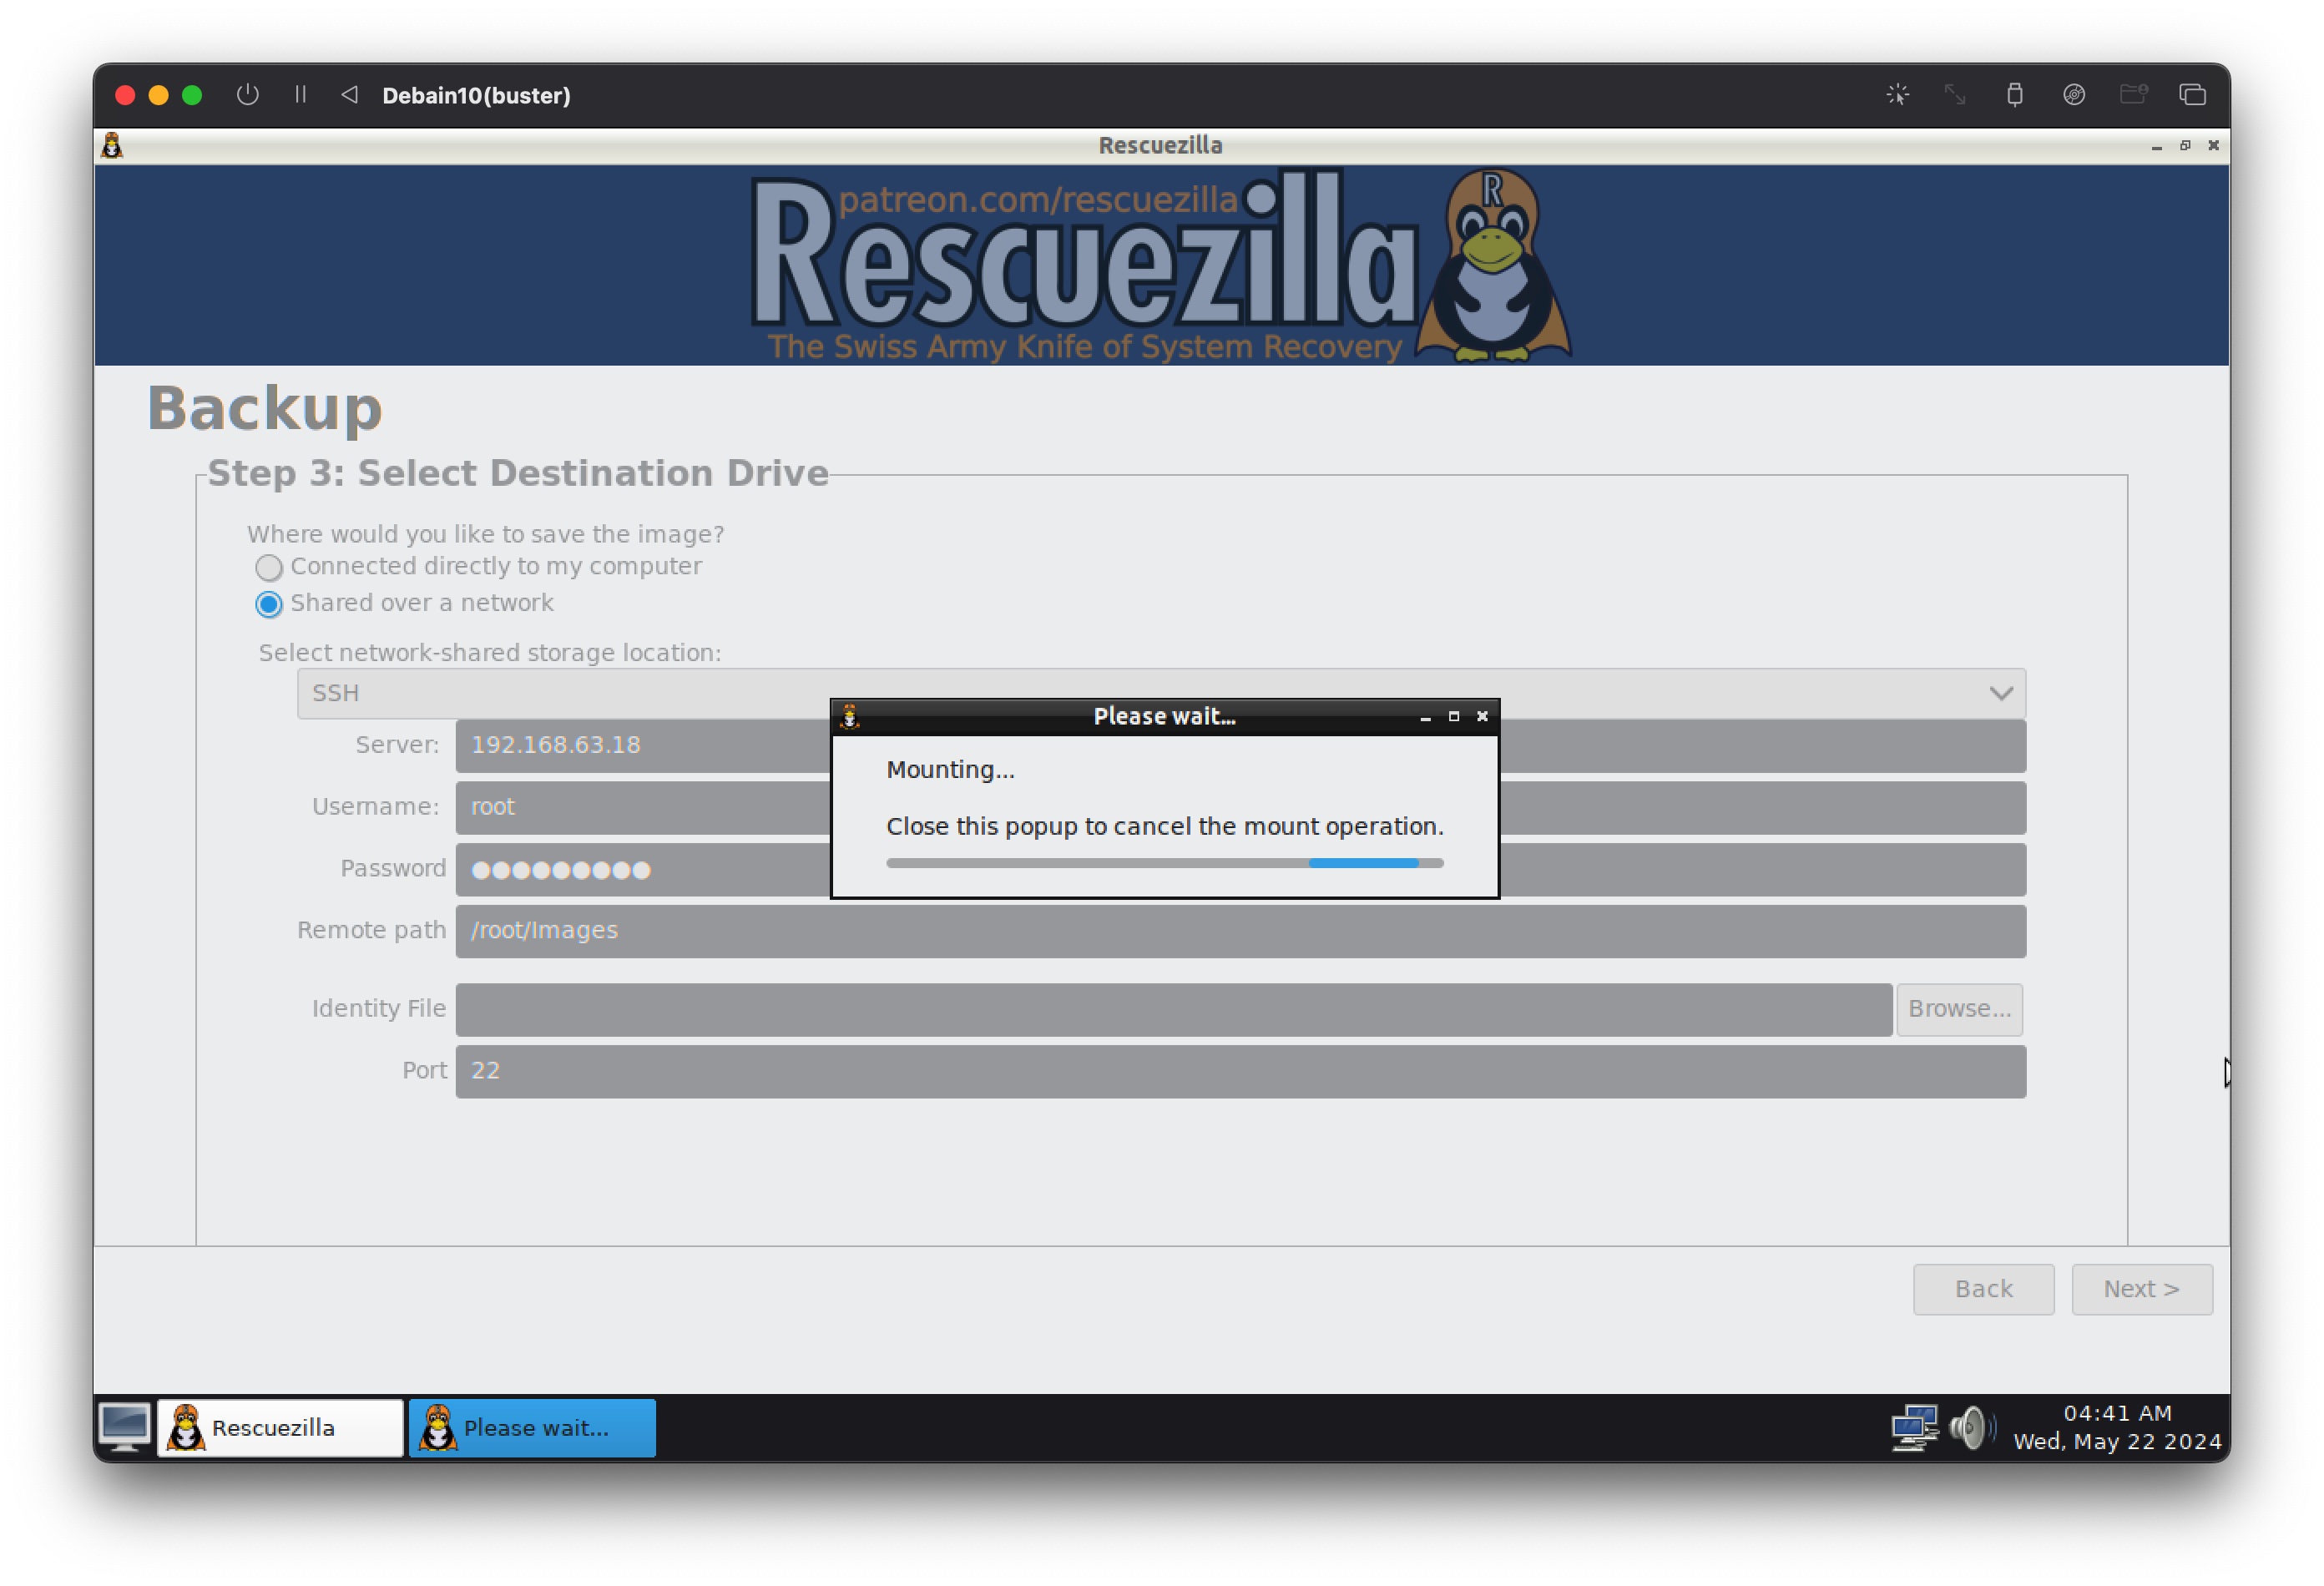 Debain10(buster)
Rescuezilla
patreon.com/rescuezilla
Rescuezilla
R
The Swiss Army Knife of System Recovery
Backup
Step 3: Select Destination Drive
Where would you like to save the image?
Connected directly to my computer
Shared over a network
Select network-shared storage location:
SSH
Server: 192.168.63.18
Username: root
Password ●●●●●●●●●
Remote path /root/Images
Identity File Browse...
Port 22
Please wait...
Mounting...
Close this popup to cancel the mount operation.
Back Next >
Rescuezilla Please wait... 04:41 AM
Wed, May 22 2024